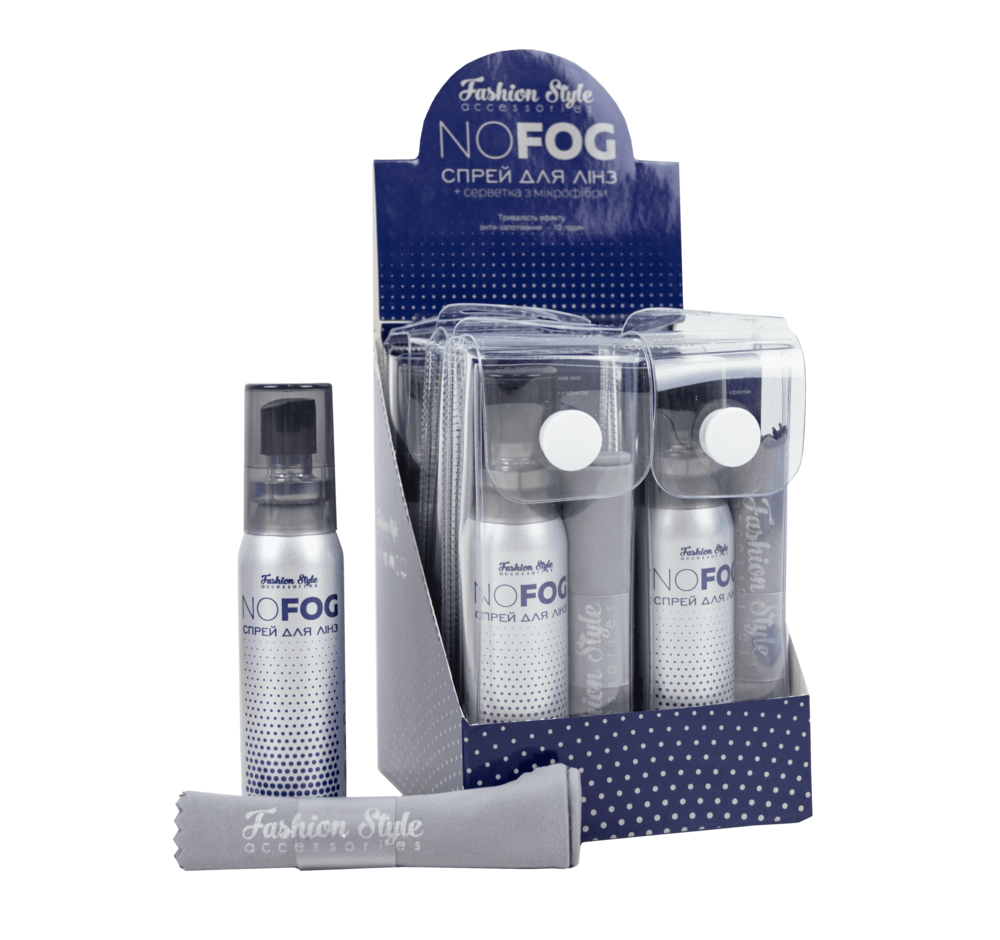 Fashion Style
accessories
NOFOG
СПРЕЙ ДЛЯ ЛІНЗ
+ серветка з мікрофібри
Тривалість ефекту
анти-запотівання - 10 годин
Fashion Style
accessories
NOFOG
СПРЕЙ ДЛЯ ЛІНЗ
Fashion Style
accessories
NOFOG
СПРЕЙ ДЛЯ ЛІНЗ
Fashion Style
accessories
NOFOG
СПРЕЙ ДЛЯ ЛІНЗ
Fashion Style
Fashion Style
accessories